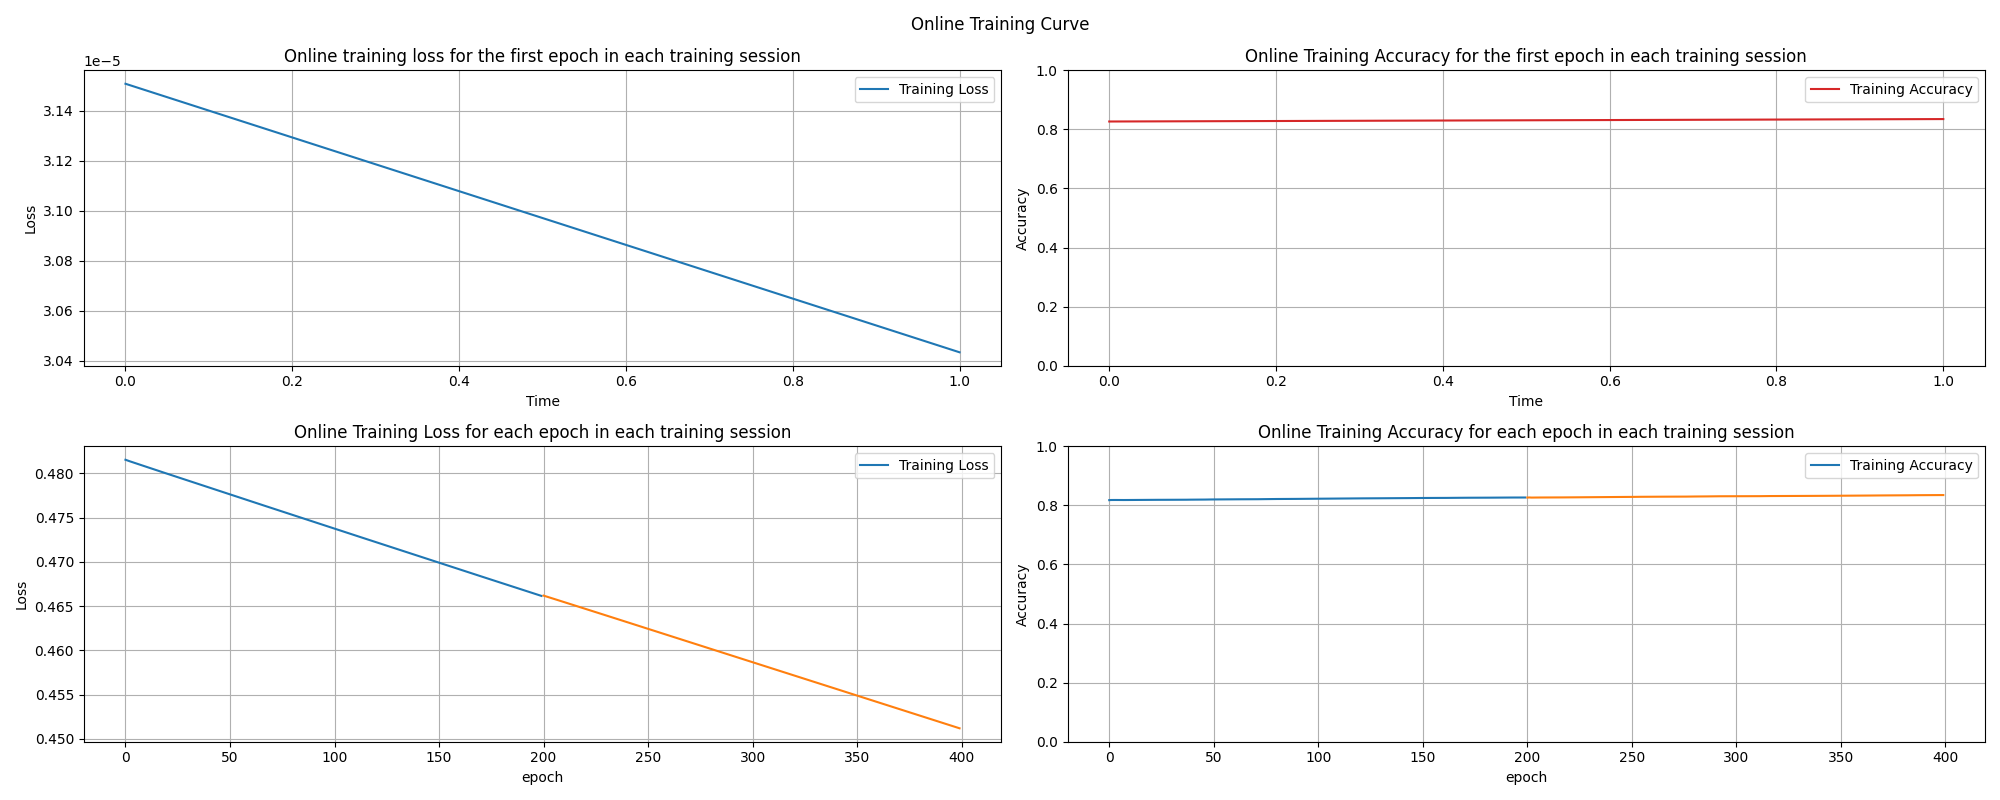 Online Training Curve
Online training loss for the first epoch in each training session
1e−5
Training Loss
3.14
3.12
3.10
3.08
3.06
3.04
Loss
0.0 0.2 0.4 0.6 0.8 1.0
Time
Online Training Accuracy for the first epoch in each training session
Training Accuracy
1.0
0.8
0.6
0.4
0.2
0.0
Accuracy
0.0 0.2 0.4 0.6 0.8 1.0
Time
Online Training Loss for each epoch in each training session
Training Loss
0.480
0.475
0.470
0.465
0.460
0.455
0.450
Loss
0 50 100 150 200 250 300 350 400
epoch
Online Training Accuracy for each epoch in each training session
Training Accuracy
1.0
0.8
0.6
0.4
0.2
0.0
Accuracy
0 50 100 150 200 250 300 350 400
epoch